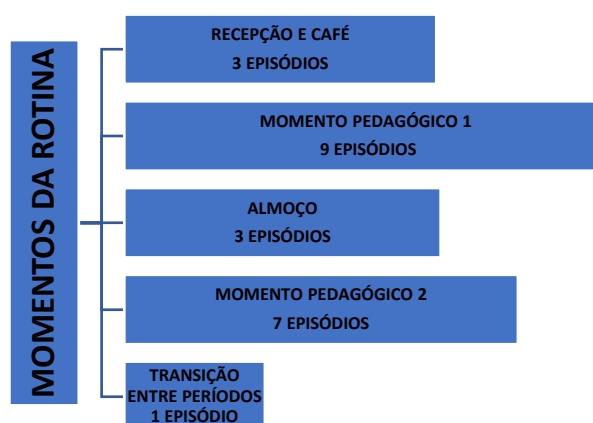 MOMENTOS DA ROTINA
RECEPÇÃO E CAFÉ
3 EPISÓDIOS
MOMENTO PEDAGÓGICO 1
9 EPISÓDIOS
ALMOÇO
3 EPISÓDIOS
MOMENTO PEDAGÓGICO 2
7 EPISÓDIOS
TRANSIÇÃO
ENTRE PERÍODOS
1 EPISÓDIO